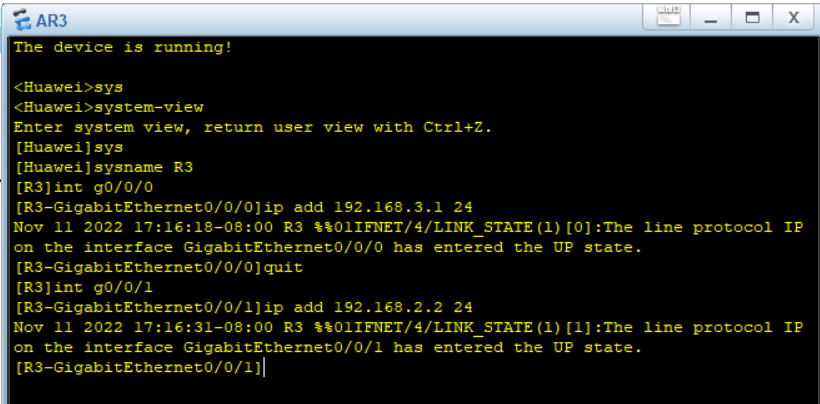 AR3
X
The device is running!
<Huawei>sys
<Huawei>system-view
Enter system view, return user view with Ctrl+Z.
[Huawei]sys
[Huawei]sysname R3
[R3]int g0/0/0
[R3-GigabitEthernet0/0/0]ip add 192.168.3.1 24
Nov 11 2022 17:16:18-08:00 R3 %%01IFNET/4/LINK_STATE(l)[0]:The line protocol IP
on the interface GigabitEthernet0/0/0 has entered the UP state.
[R3-GigabitEthernet0/0/0]quit
[R3]int g0/0/1
[R3-GigabitEthernet0/0/1]ip add 192.168.2.2 24
Nov 11 2022 17:16:31-08:00 R3 %%01IFNET/4/LINK_STATE(l)[1]:The line protocol IP
on the interface GigabitEthernet0/0/1 has entered the UP state.
[R3-GigabitEthernet0/0/1]